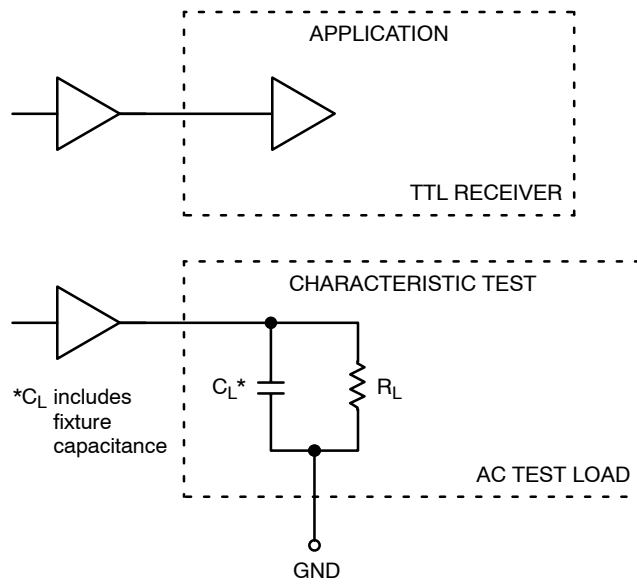 APPLICATION
TTL RECEIVER
CHARACTERISTIC TEST
*CL includes
fixture
capacitance
CL*
RL
AC TEST LOAD
GND